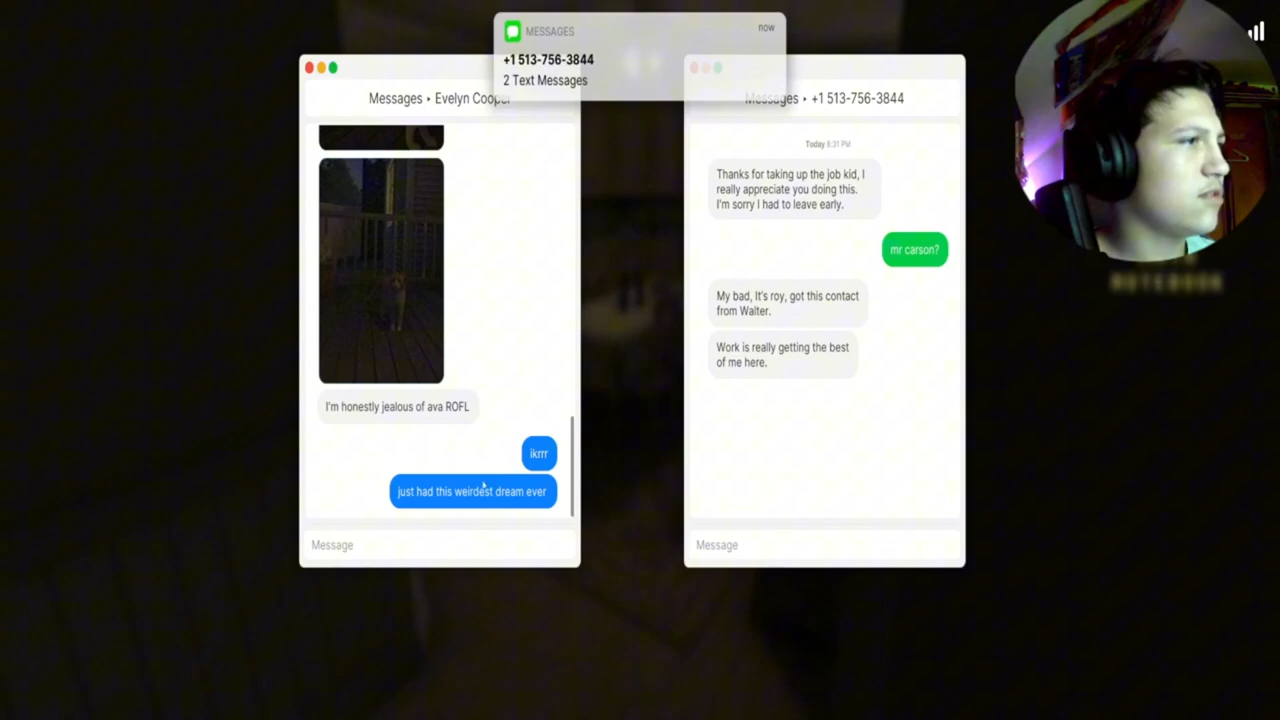 MESSAGES
now
+1 513-756-3844
2 Text Messages
Messages ▸ Evelyn Cooper
I'm honestly jealous of ava ROFL
ikrrr
just had this weirdest dream ever
Message
Messages ▸ +1 513-756-3844
Today 8:31 PM
Thanks for taking up the job kid, I
really appreciate you doing this.
I'm sorry I had to leave early.
mr carson?
My bad, It's roy, got this contact
from Walter.
Work is really getting the best
of me here.
Message